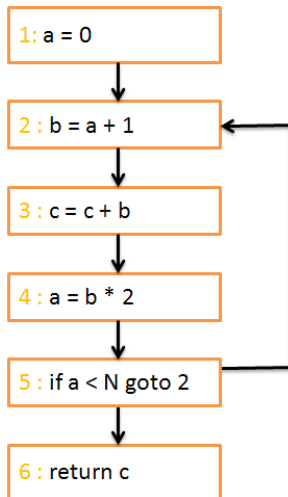 1: a = 0
2 : b = a + 1
3 : c = c + b
4 : a = b * 2
5 : if a < N goto 2
6 : return c